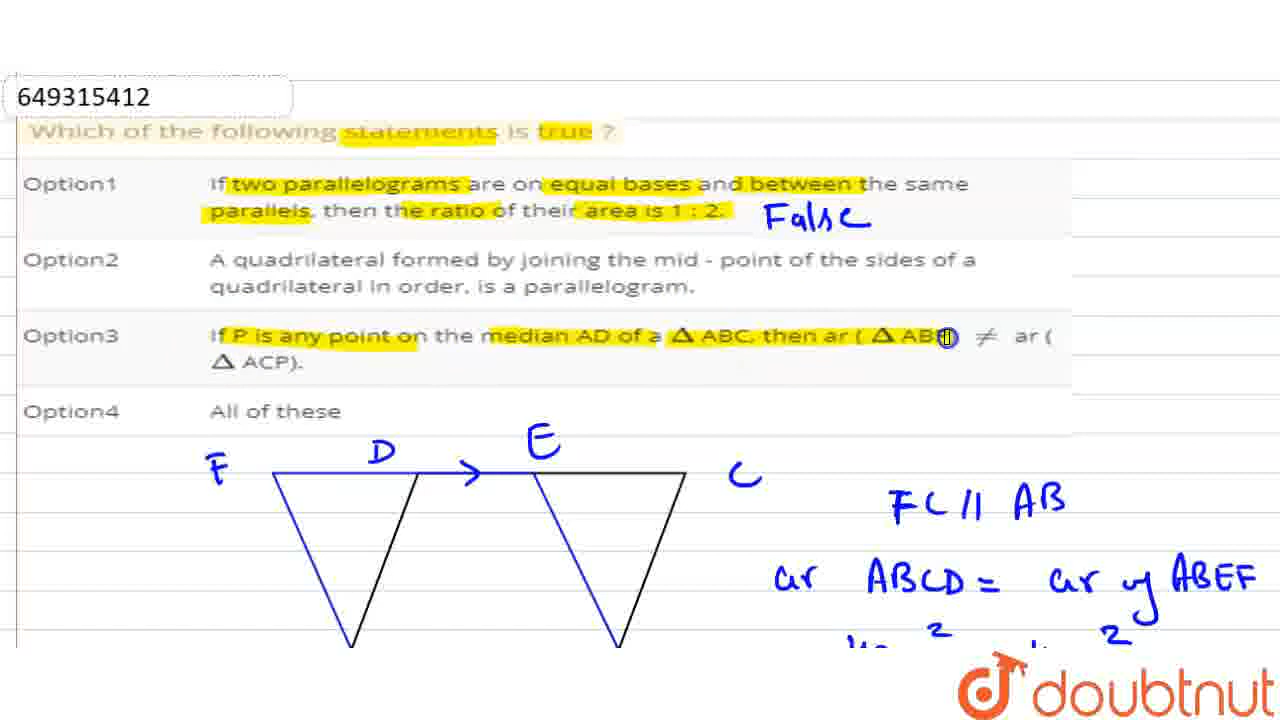 649315412
Which of the following statements is true ?
Option1 If two parallelograms are on equal bases and between the same
parallels, then the ratio of their area is 1 : 2.
False
Option2 A quadrilateral formed by joining the mid - point of the sides of a
quadrilateral in order, is a parallelogram.
Option3 If P is any point on the median AD of a Δ ABC, then ar ( Δ ABP) ≠ ar (
Δ ACP).
Option4 All of these
F D E C
FC // AB
ar ABCD = ar of ABEF
doubtnut